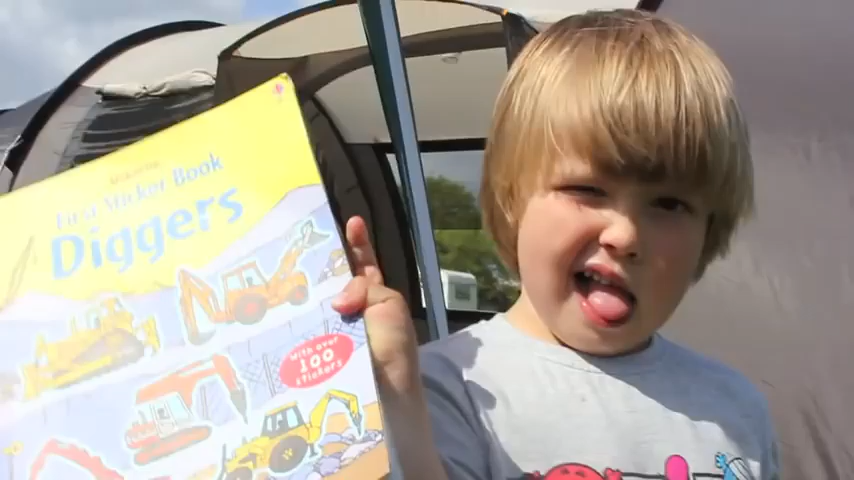 First Sticker Book
Diggers
With over
100
stickers